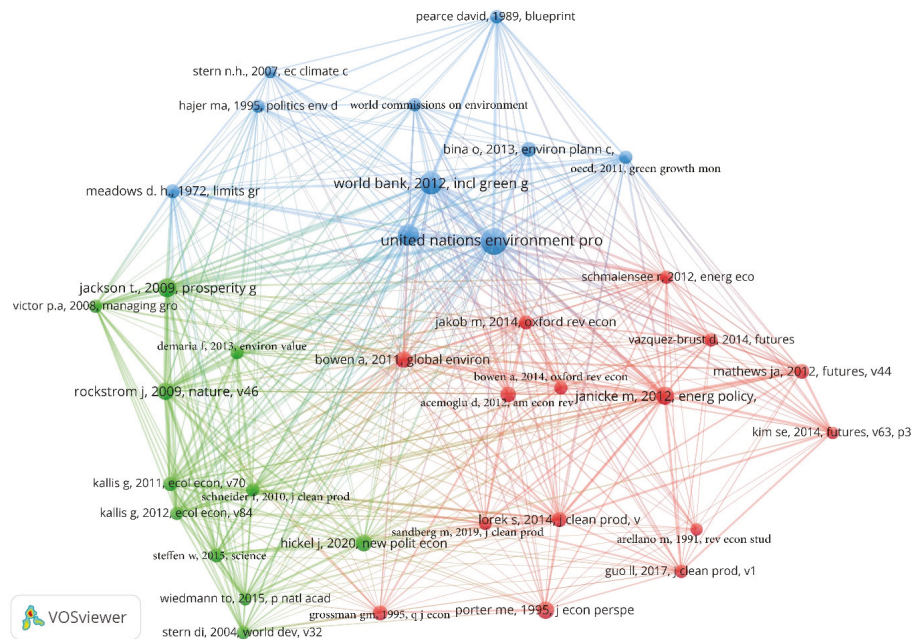 pearce david, 1989, blueprint
stern n.h., 2007, ec climate c
hajer ma, 1995, politics env d
world commissions on environment
bina o, 2013, environ plann c,
oecd, 2011, green growth mon
world bank, 2012, incl green g
meadows d. h., 1972, limits gr
united nations environment pro
schmalensee r, 2012, energ eco
jackson t., 2009, prosperity g
victor p.a, 2008, managing gro
jakob m, 2014, oxford rev econ
vazquez-brust d, 2014, futures
demaria f, 2013, environ value
bowen a, 2011, global environ
mathews ja, 2012, futures, v44
bowen a, 2014, oxford rev econ
rockstrom j, 2009, nature, v46
janicke m, 2012, energ policy,
acemoglu d, 2012, am econ rev
kim se, 2014, futures, v63, p3
kallis g, 2011, ecol econ, v70
schneider f, 2010, j clean prod
kallis g, 2012, ecol econ, v84
lorek s, 2014, j clean prod, v
sandberg m, 2019, j clean prod
arellano m, 1991, rev econ stud
hickel j, 2020, new polit econ
steffen w, 2015, science
guo ll, 2017, j clean prod, v1
wiedmann to, 2015, p natl acad
grossman gm, 1995, q j econ
porter me, 1995, j econ perspe
VOSviewer
stern di, 2004, world dev, v32